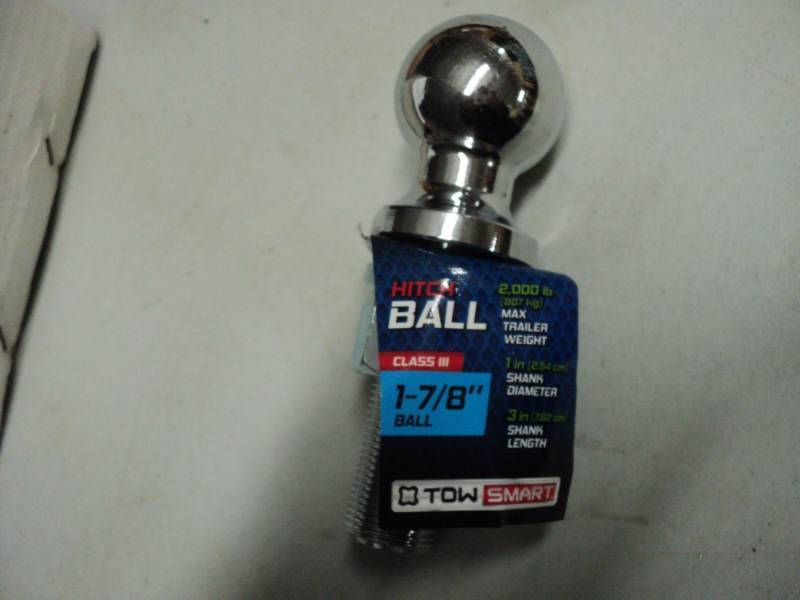 HITCH
BALL
CLASS III
1-7/8"
BALL
2,000 lb
(907 kg)
MAX
TRAILER
WEIGHT
1 in (2.54 cm)
SHANK
DIAMETER
3 in (7.62 cm)
SHANK
LENGTH
TOW SMART